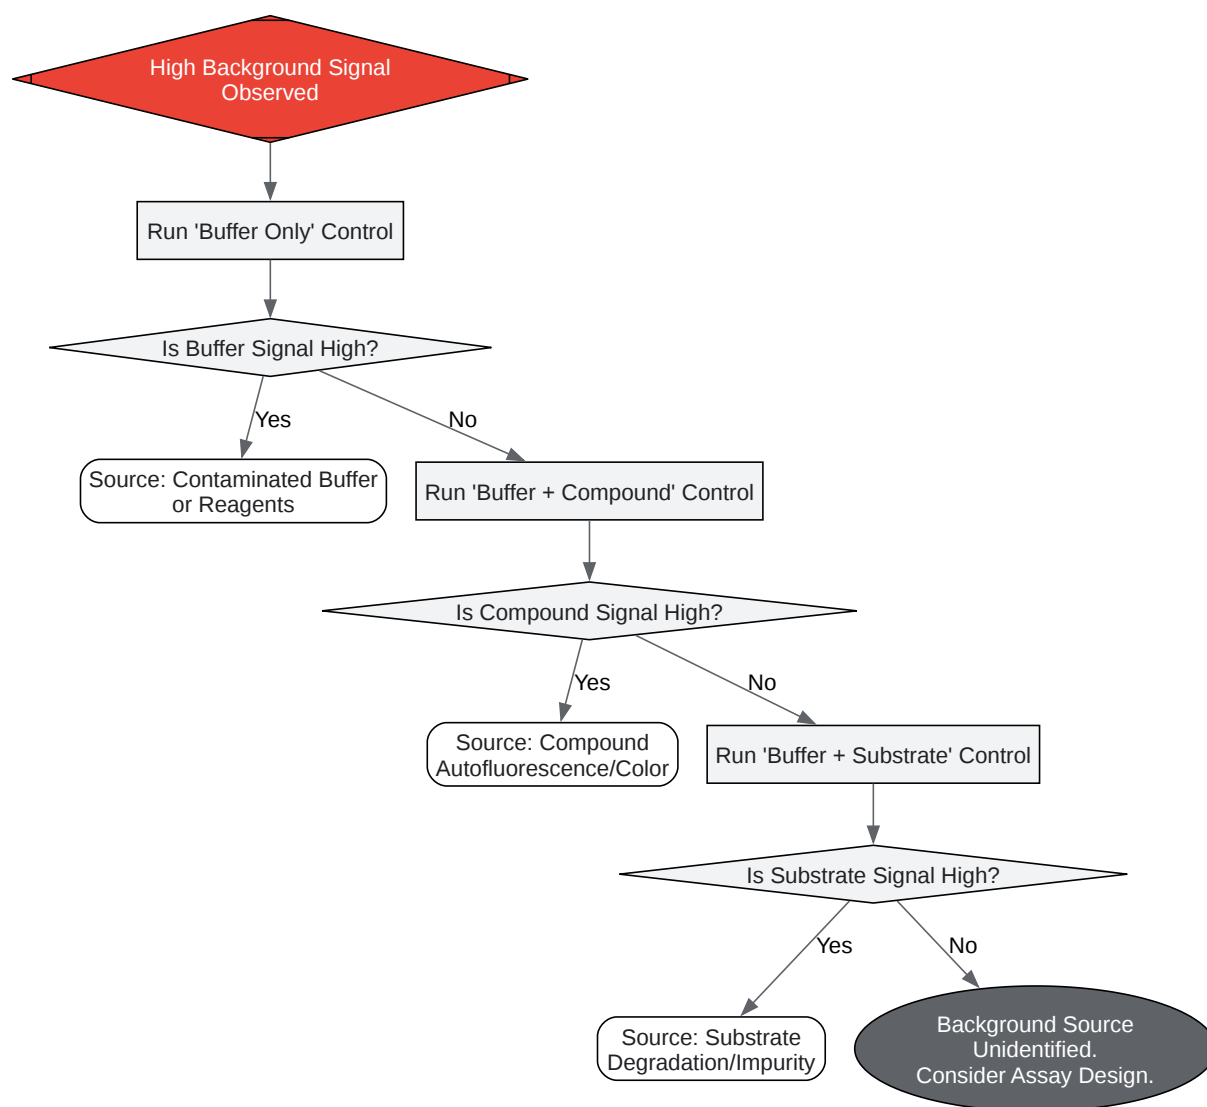 High Background Signal
Observed
Run 'Buffer Only' Control
Is Buffer Signal High?
Yes
No
Source: Contaminated Buffer
or Reagents
Run 'Buffer + Compound' Control
Is Compound Signal High?
Yes
No
Source: Compound
Autofluorescence/Color
Run 'Buffer + Substrate' Control
Is Substrate Signal High?
Yes
No
Source: Substrate
Degradation/Impurity
Background Source
Unidentified.
Consider Assay Design.